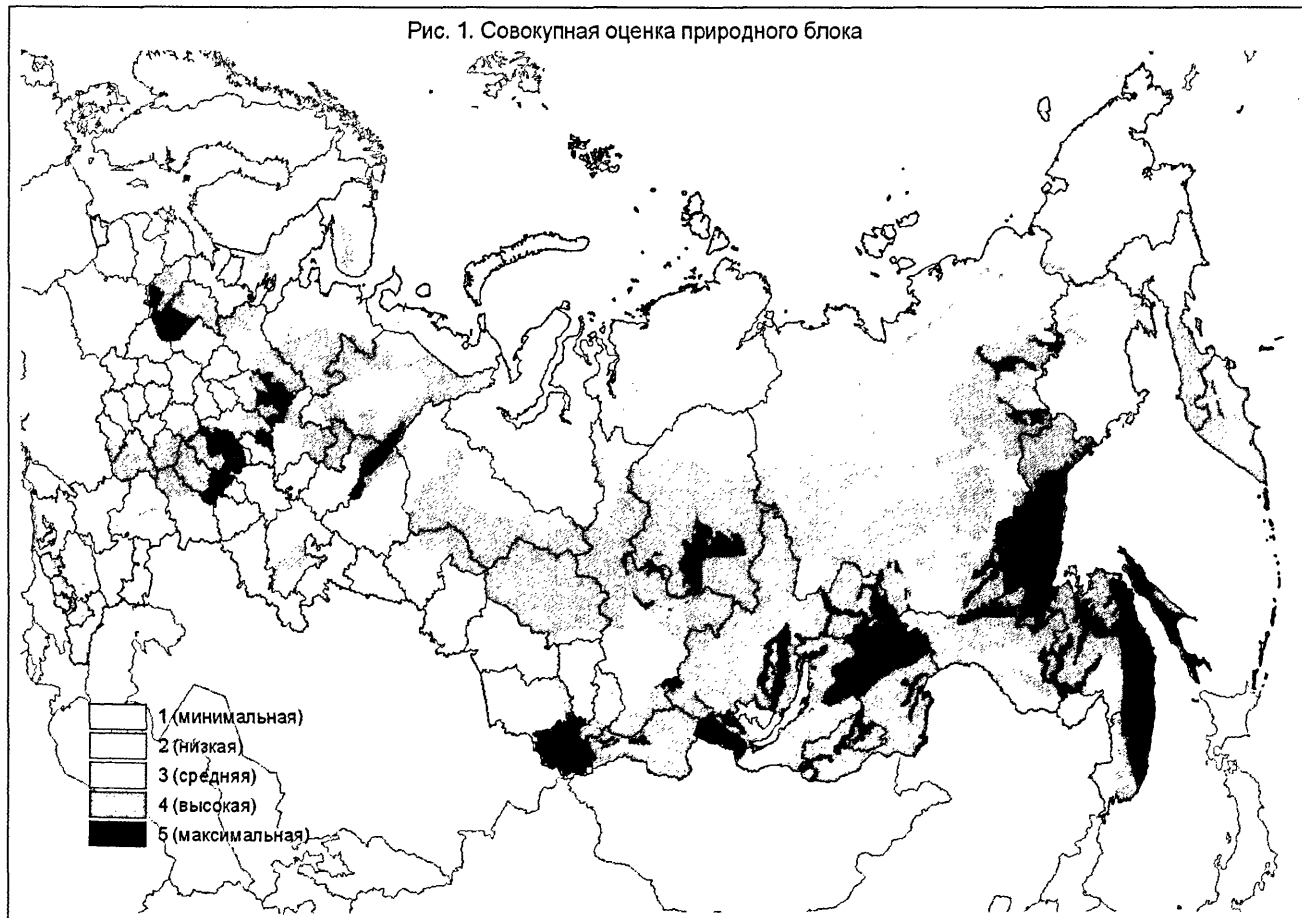 Рис. 1. Совокупная оценка природного блока
1 (минимальная)
2 (низкая)
3 (средняя)
4 (высокая)
5 (максимальная)